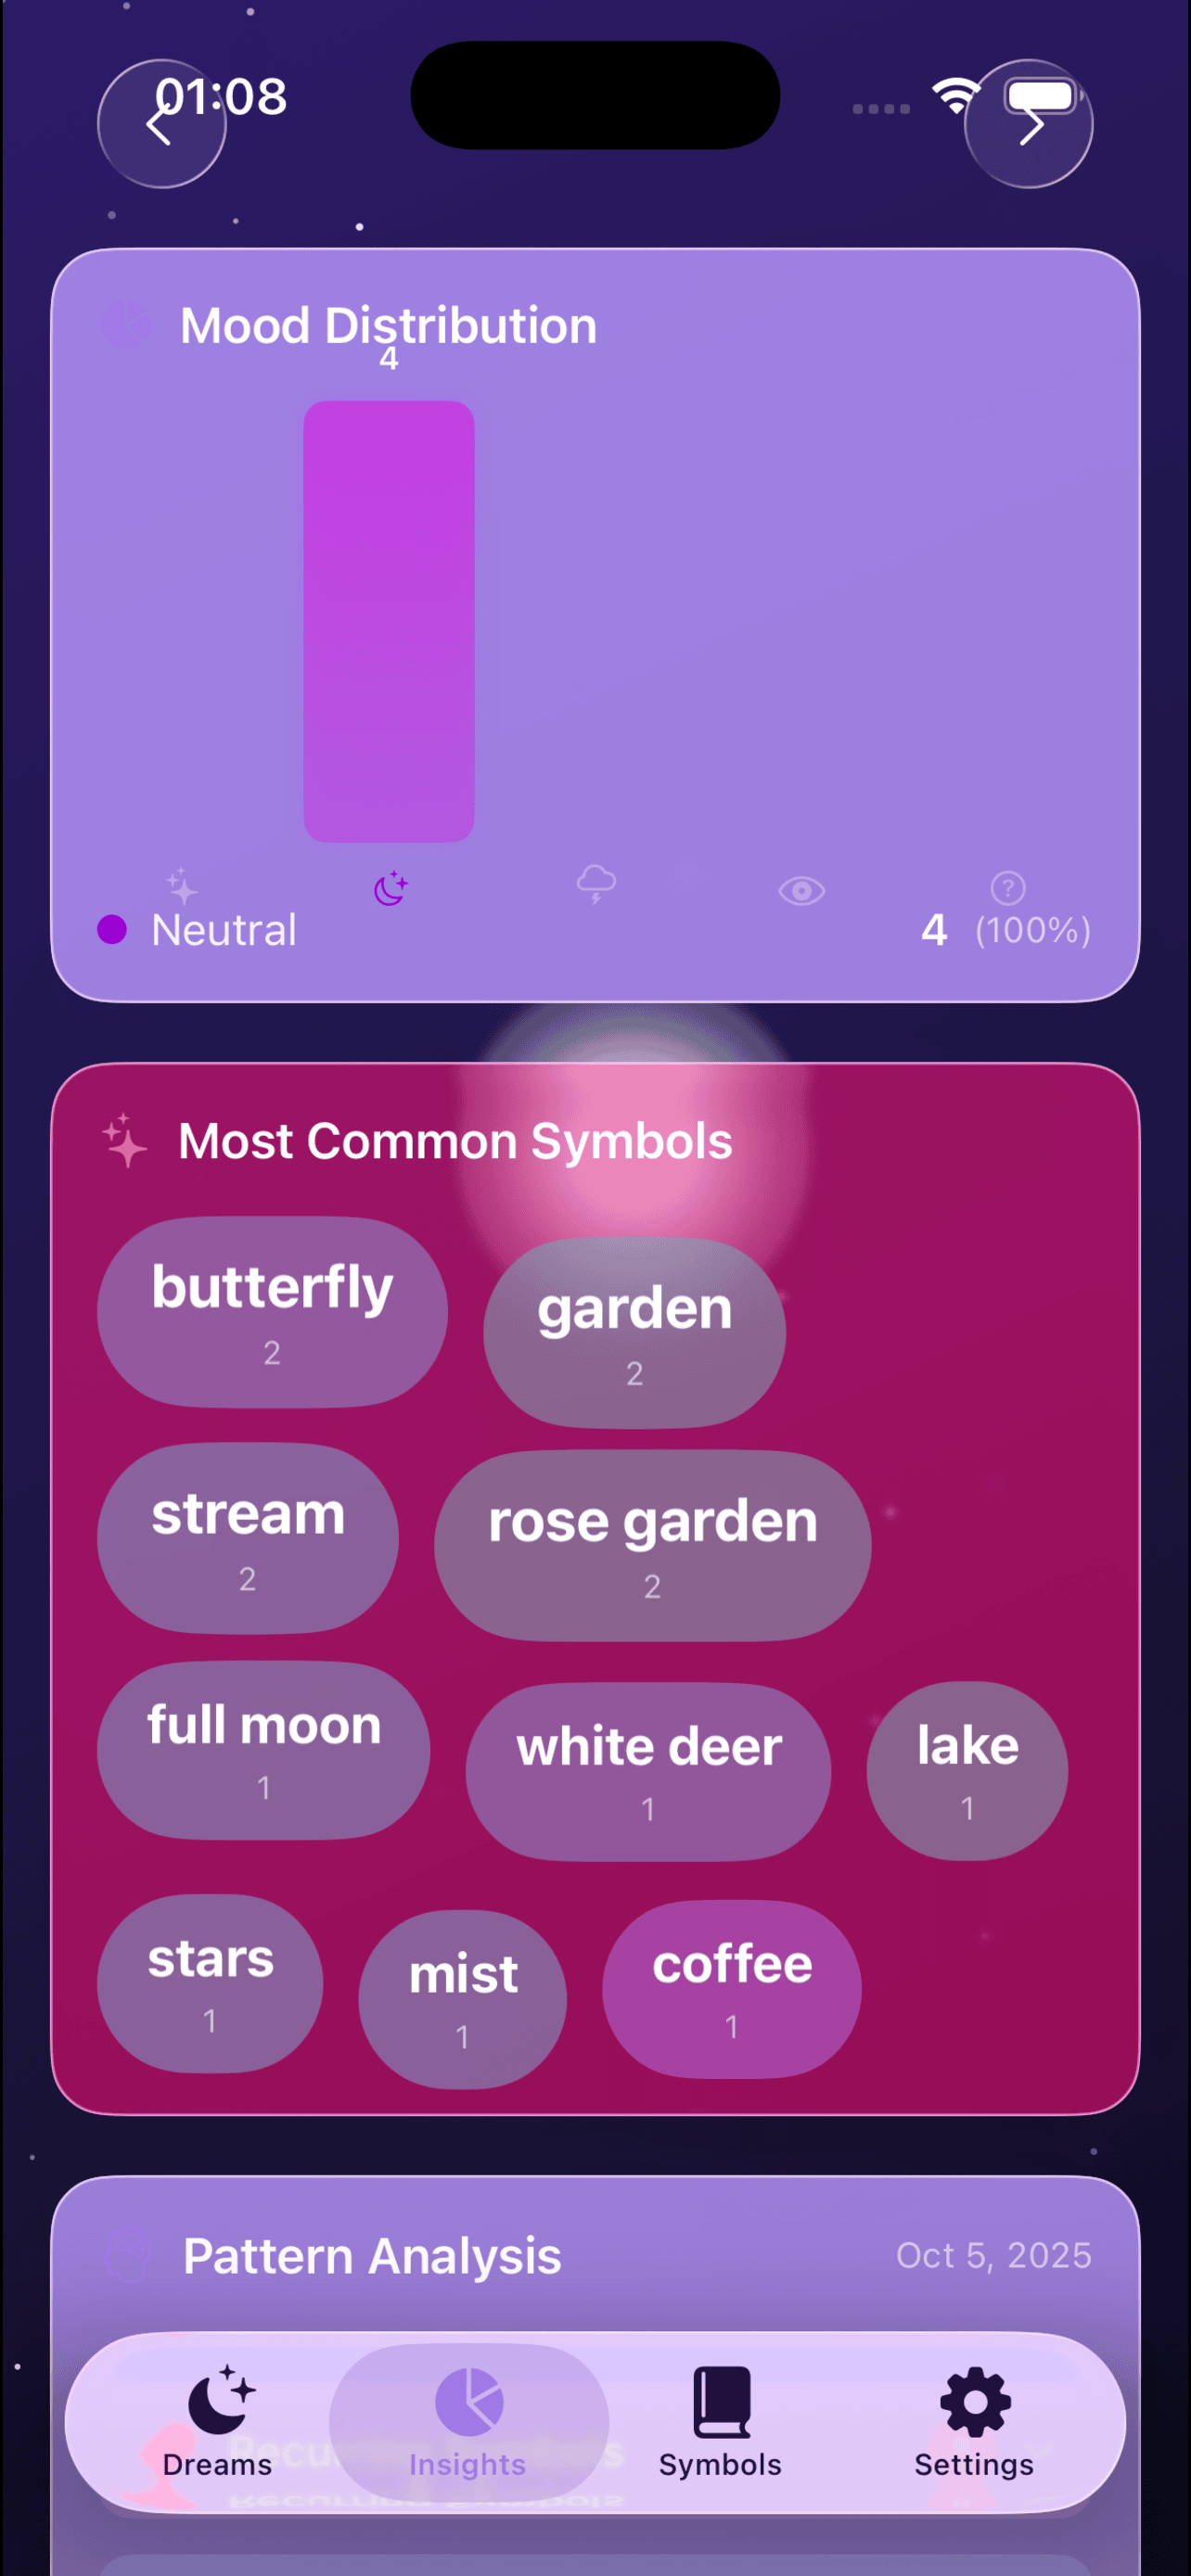 01:08
Mood Distribution
4
Neutral 4 (100%)
Most Common Symbols
butterfly
2
garden
2
stream
2
rose garden
2
full moon
1
white deer
1
lake
1
stars
1
mist
1
coffee
1
Pattern Analysis Oct 5, 2025
Dreams Insights Symbols Settings